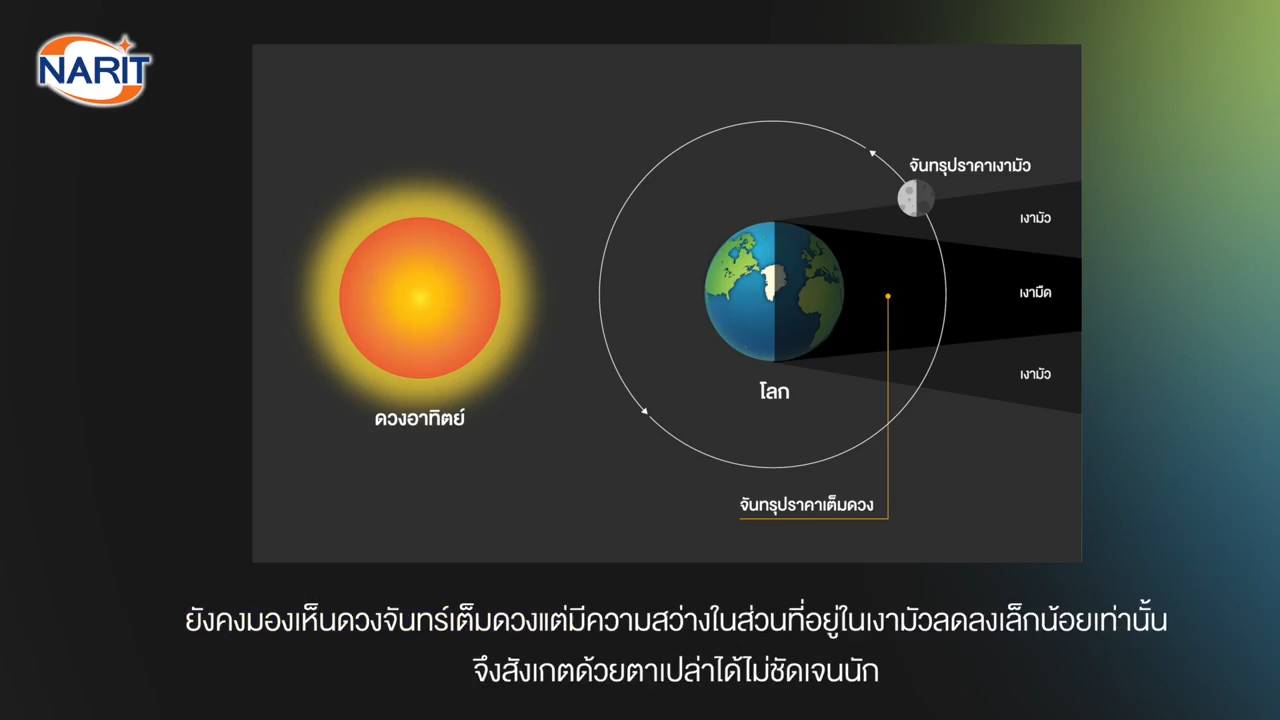 NARIT
จันทรุปราคาเงามัว
เงามัว
เงามืด
เงามัว
โลก
ดวงอาทิตย์
จันทรุปราคาเต็มดวง
ยังคงมองเห็นดวงจันทร์เต็มดวงแต่มีความสว่างในส่วนที่อยู่ในเงามัวลดลงเล็กน้อยเท่านั้น
จึงสังเกตด้วยตาเปล่าได้ไม่ชัดเจนนัก